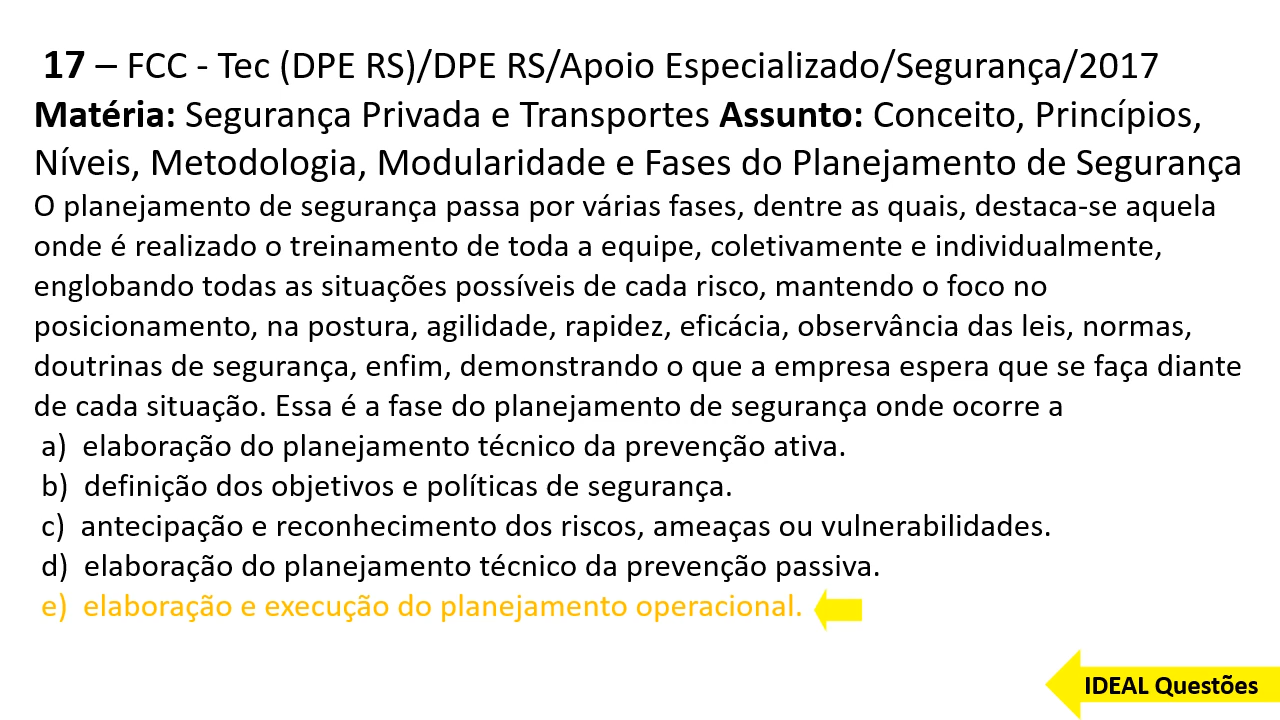 17 – FCC - Tec (DPE RS)/DPE RS/Apoio Especializado/Segurança/2017
Matéria: Segurança Privada e Transportes Assunto: Conceito, Princípios,
Níveis, Metodologia, Modularidade e Fases do Planejamento de Segurança
O planejamento de segurança passa por várias fases, dentre as quais, destaca-se aquela
onde é realizado o treinamento de toda a equipe, coletivamente e individualmente,
englobando todas as situações possíveis de cada risco, mantendo o foco no
posicionamento, na postura, agilidade, rapidez, eficácia, observância das leis, normas,
doutrinas de segurança, enfim, demonstrando o que a empresa espera que se faça diante
de cada situação. Essa é a fase do planejamento de segurança onde ocorre a
a) elaboração do planejamento técnico da prevenção ativa.
b) definição dos objetivos e políticas de segurança.
c) antecipação e reconhecimento dos riscos, ameaças ou vulnerabilidades.
d) elaboração do planejamento técnico da prevenção passiva.
e) elaboração e execução do planejamento operacional.
IDEAL Questões